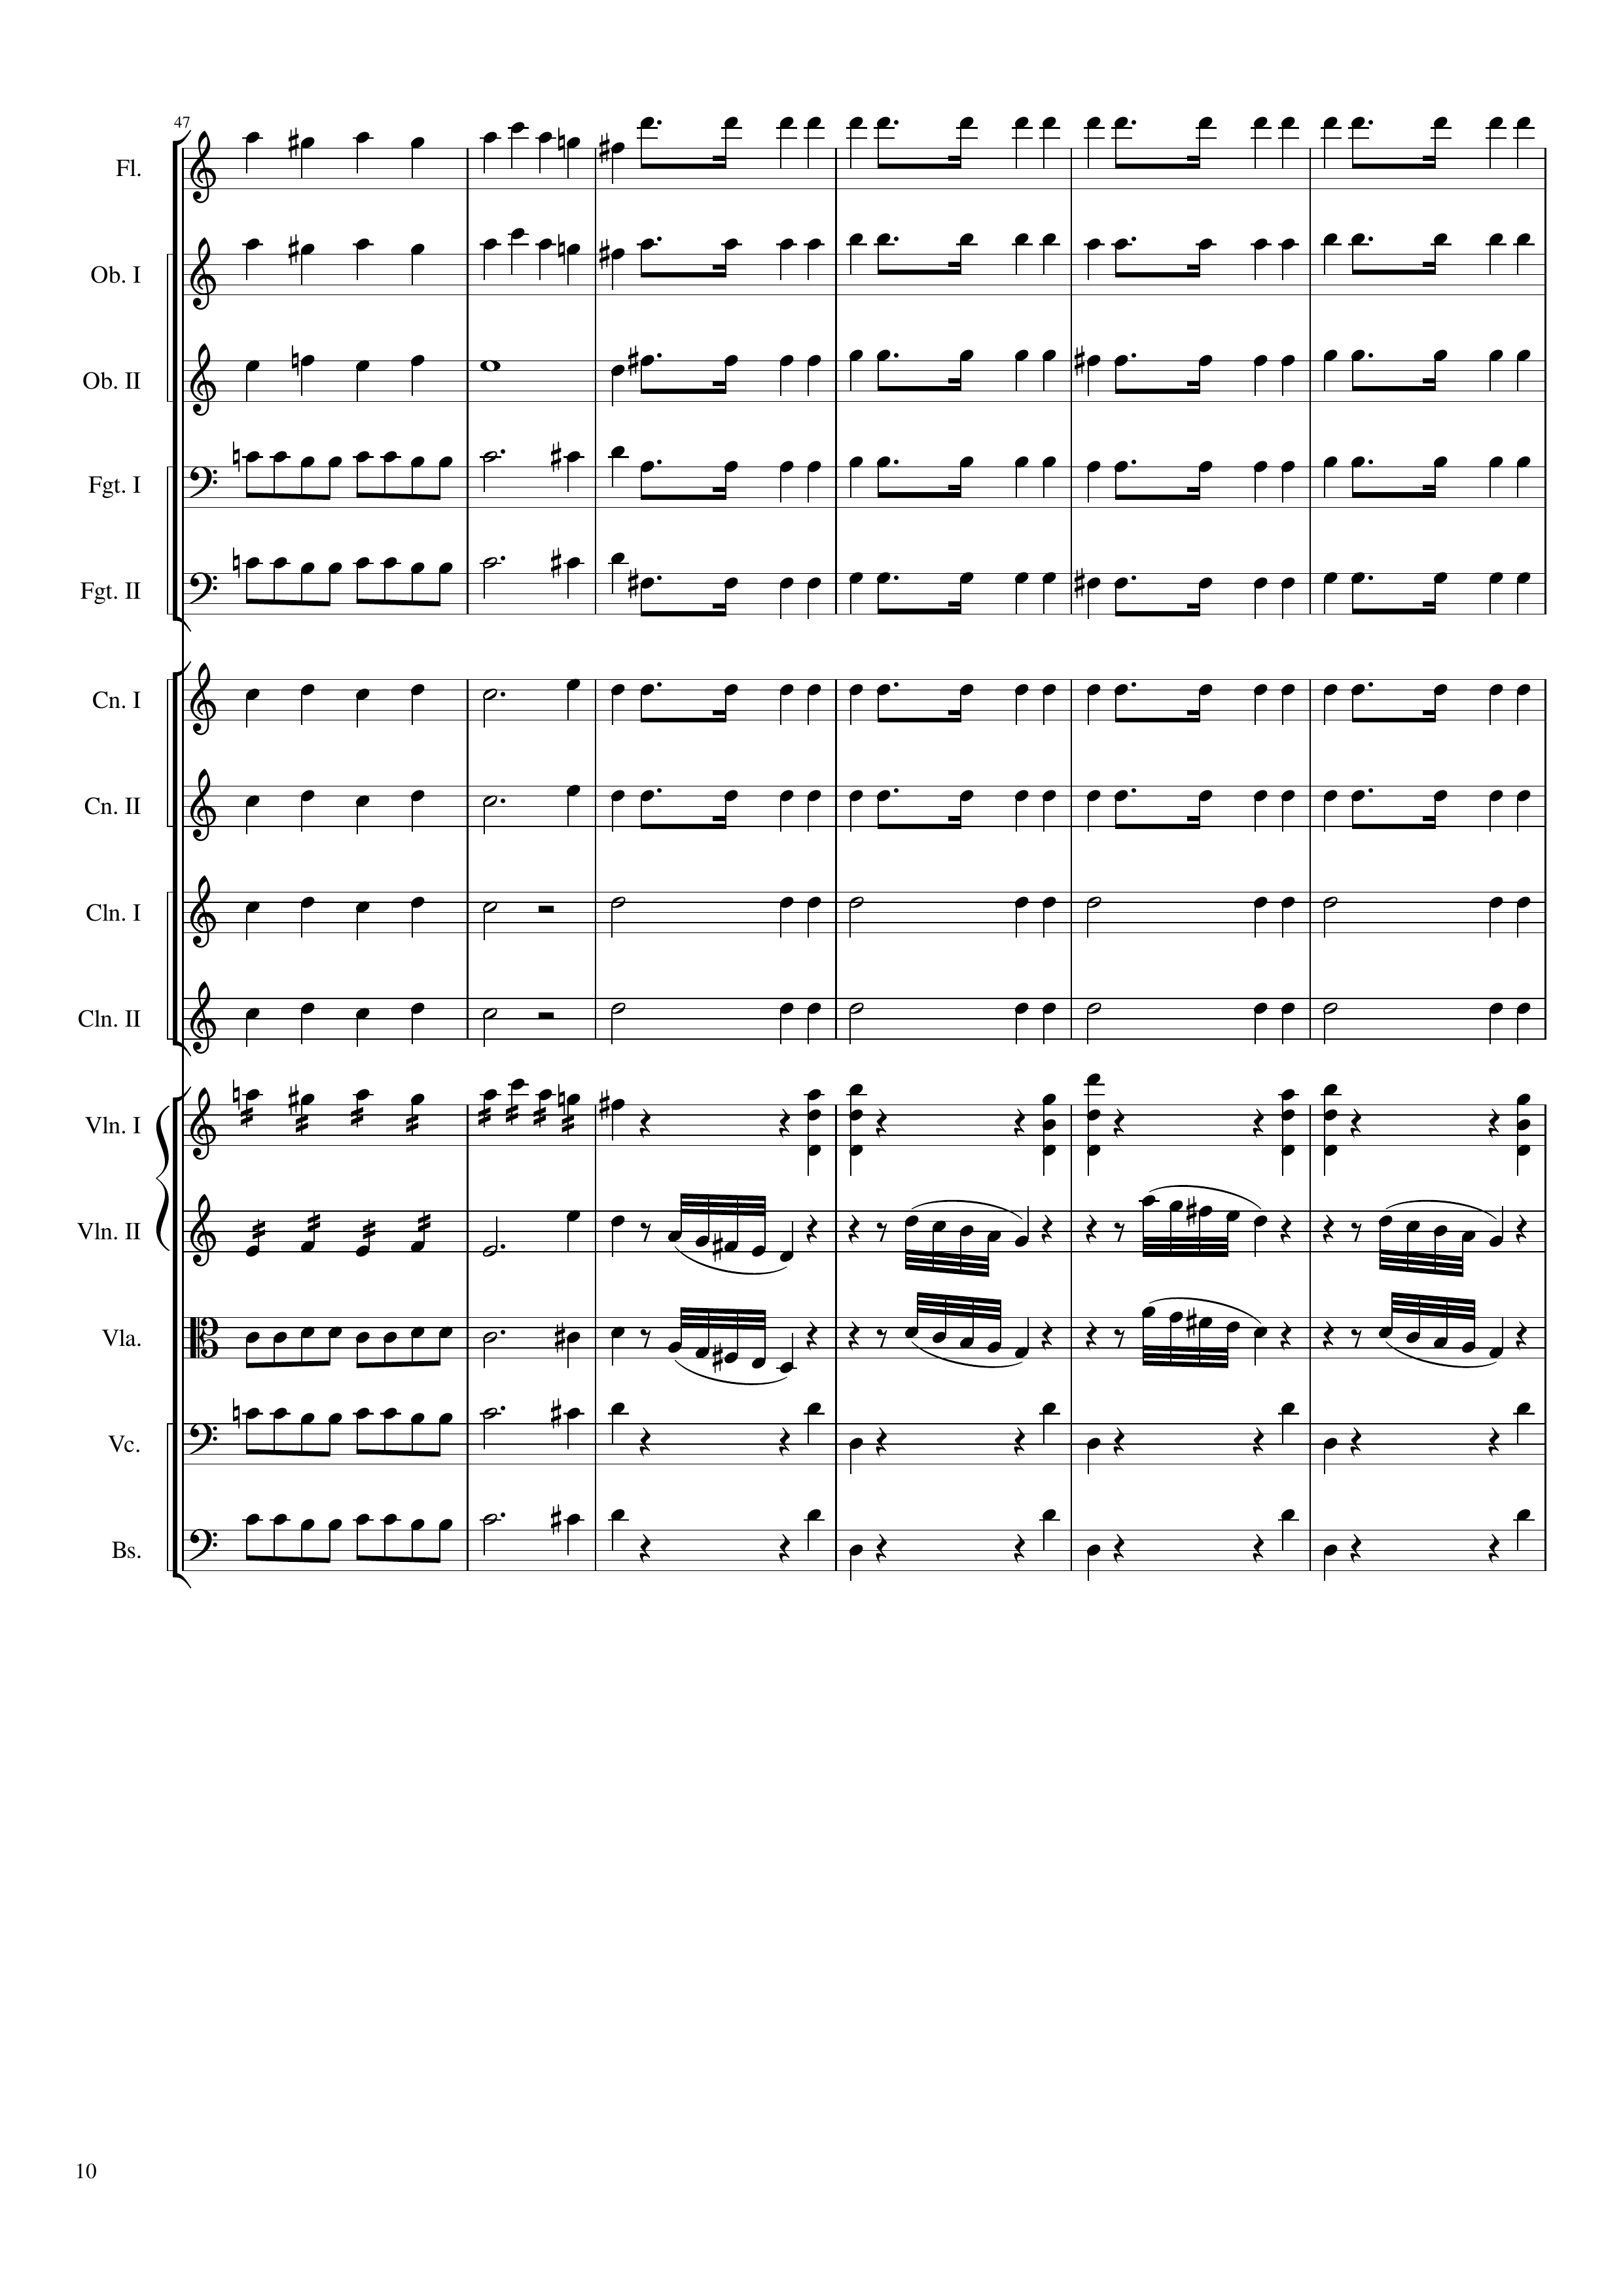 47
Fl.
Ob. I
Ob. II
Fgt. I
Fgt. II
Cn. I
Cn. II
Cln. I
Cln. II
Vln. I
Vln. II
Vla.
Vc.
Bs.
10